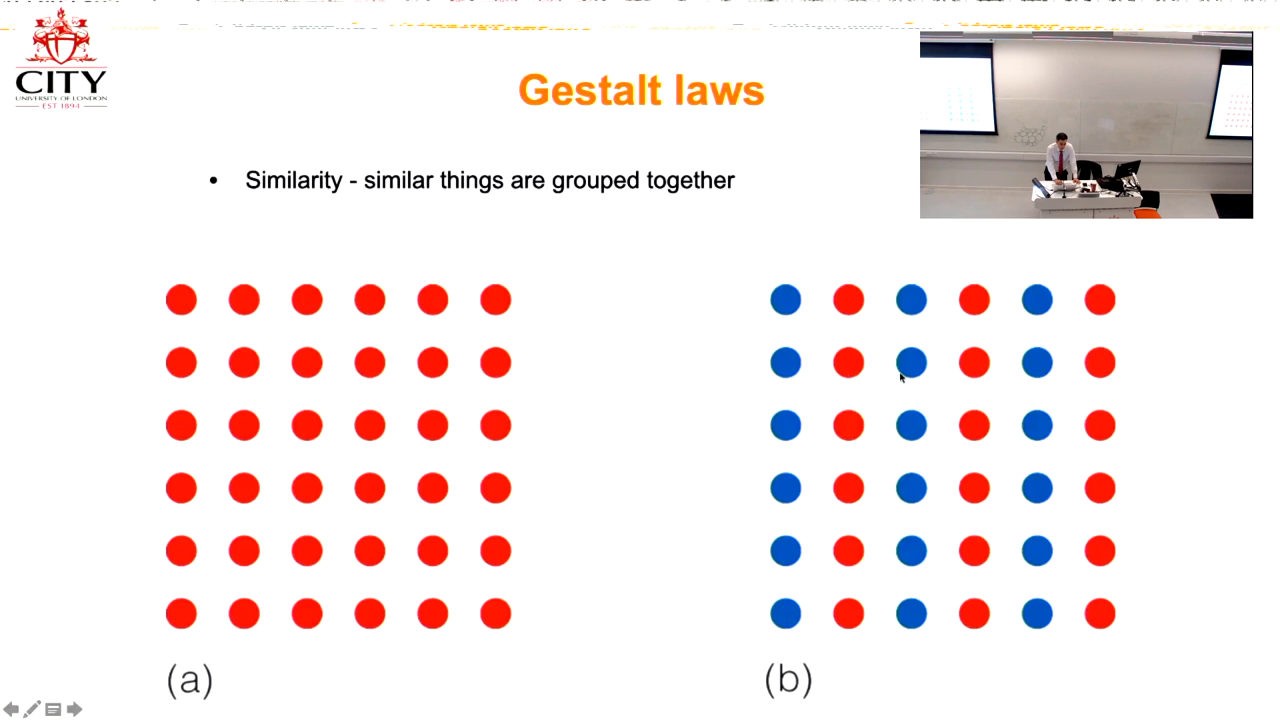 CITY
UNIVERSITY OF LONDON
EST 1894
Gestalt laws
• Similarity - similar things are grouped together
(a)
(b)